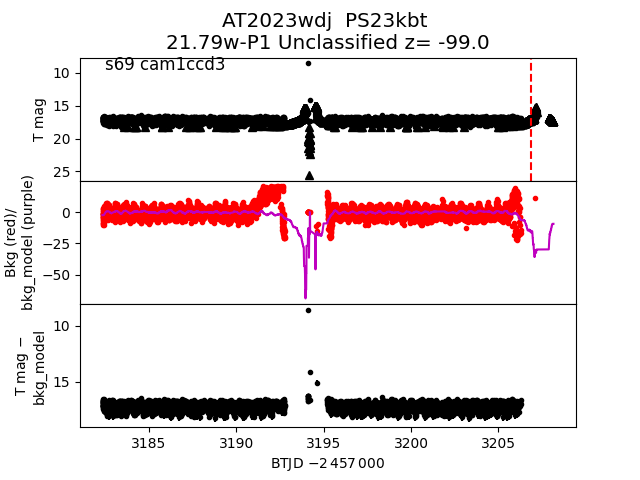 AT2023wdj  PS23kbt
21.79w-P1 Unclassified z= -99.0
s69 cam1ccd3
T mag
10
15
20
25
Bkg (red)/
bkg_model (purple)
0
−25
−50
T mag −
bkg_model
10
15
3185
3190
3195
3200
3205
BTJD −2 457 000